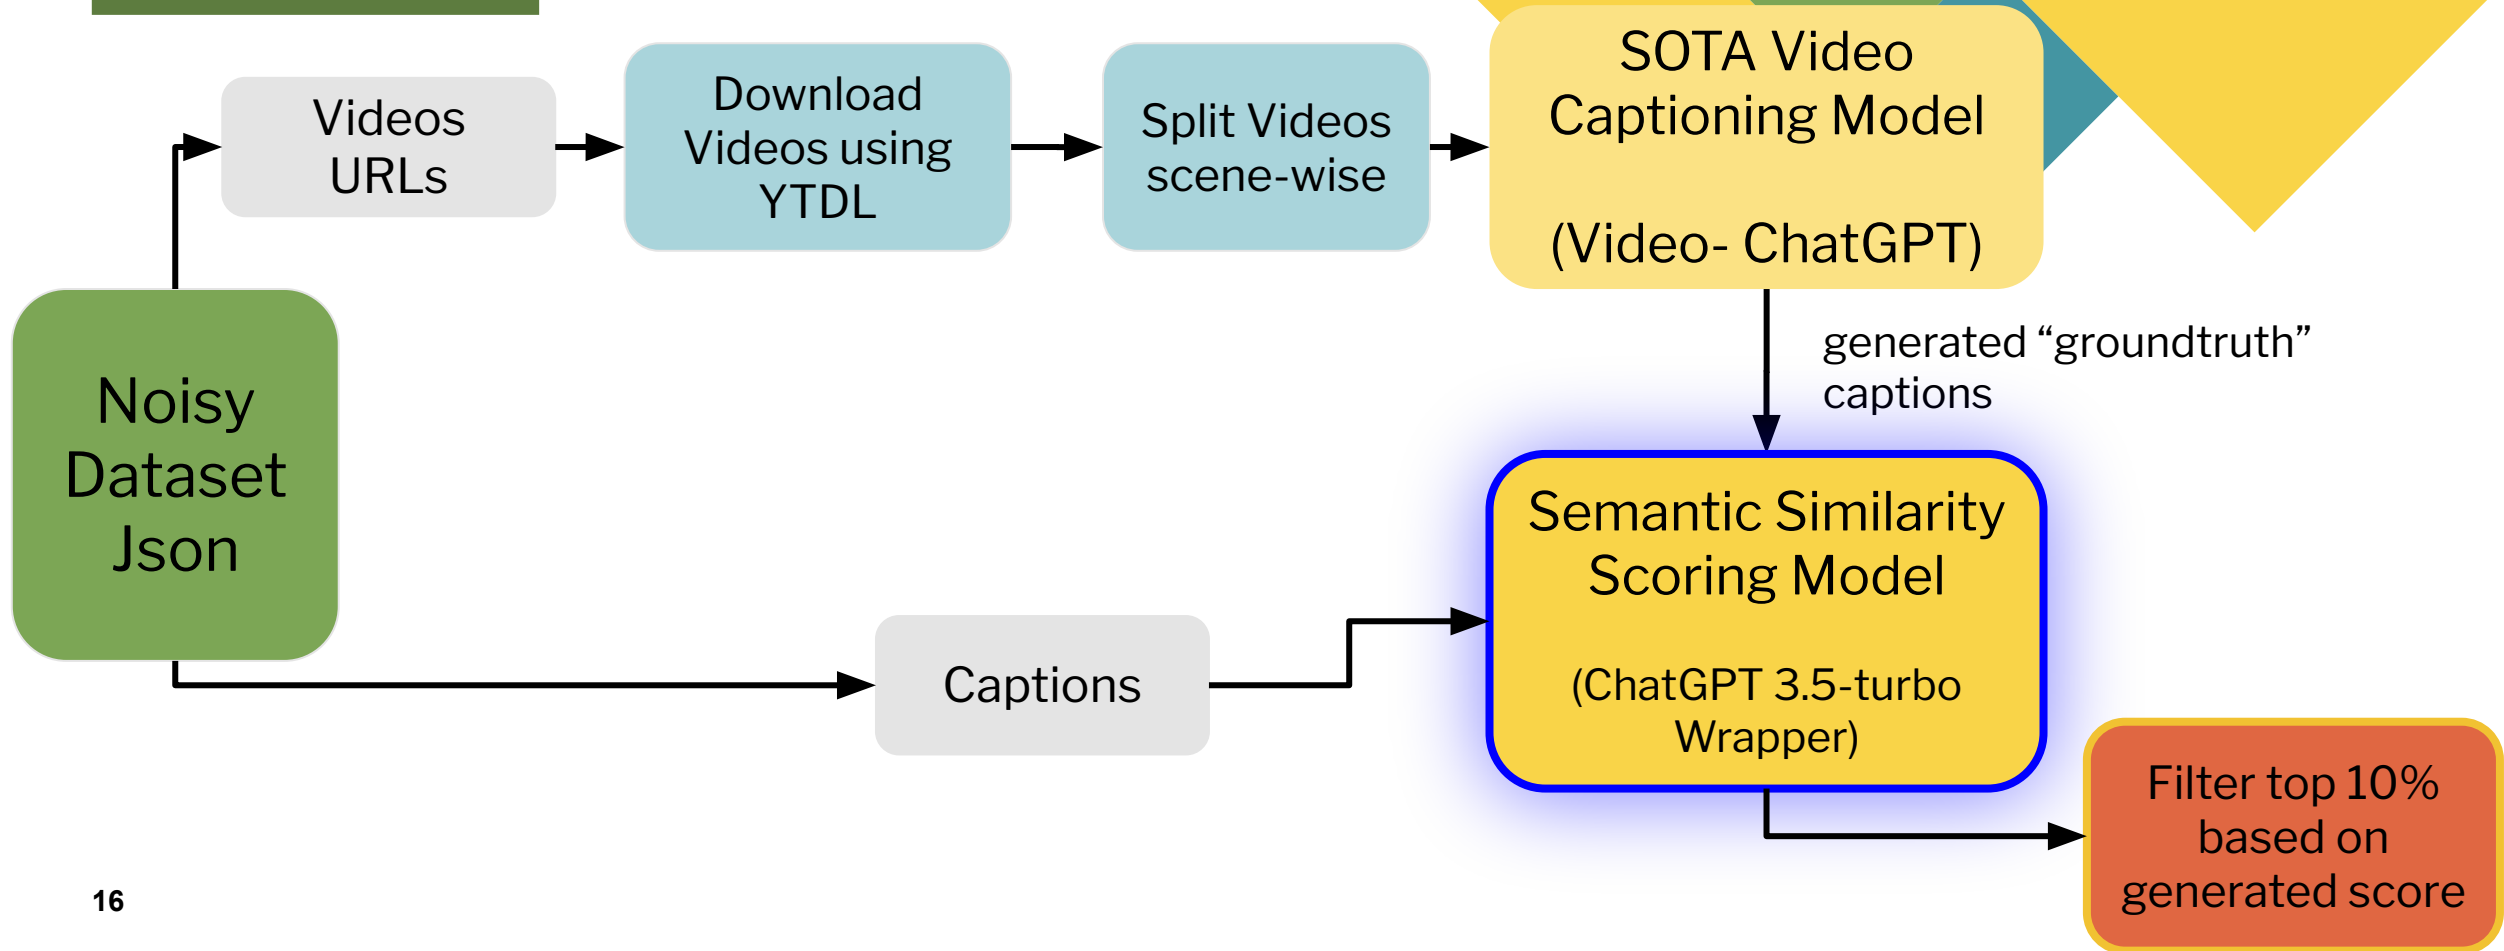 Videos
URLs
Download
Videos using
YTDL
Split Videos
scene-wise
SOTA Video
Captioning Model
(Video- ChatGPT)
generated “groundtruth”
captions
Noisy
Dataset
Json
Captions
Semantic Similarity
Scoring Model
(ChatGPT 3.5-turbo
Wrapper)
Filter top 10%
based on
generated score
16